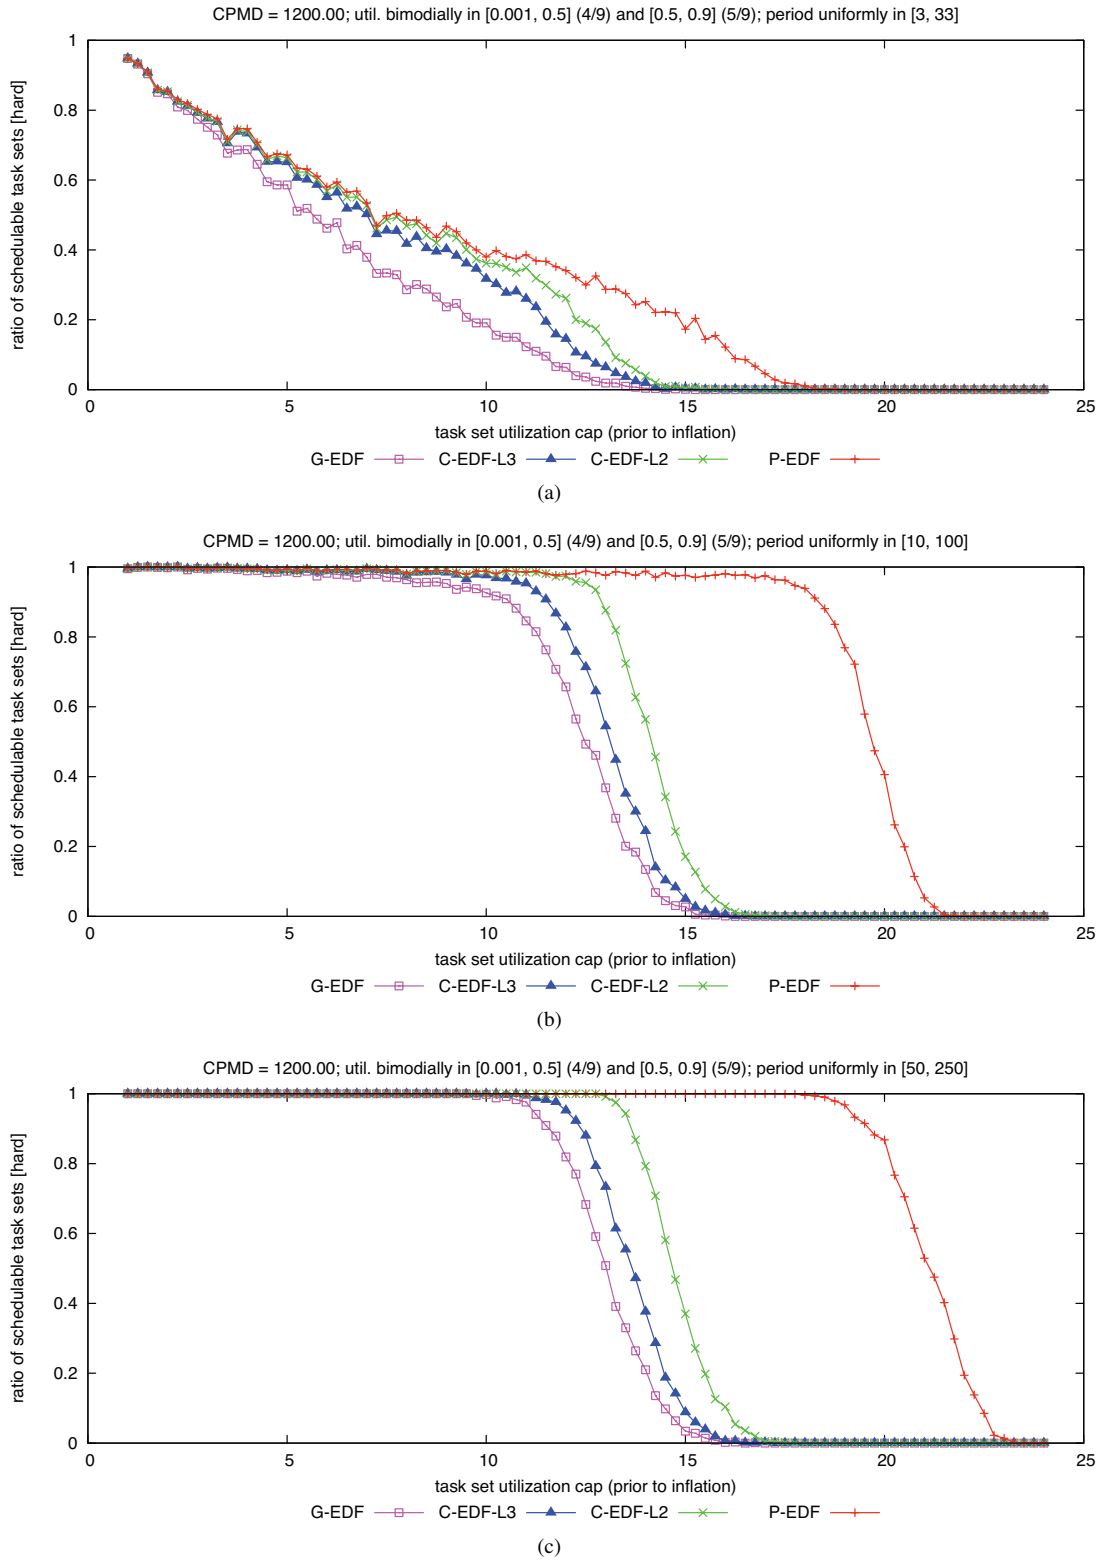 CPMD = 1200.00; util. bimodially in [0.001, 0.5] (4/9) and [0.5, 0.9] (5/9); period uniformly in [3, 33]
1
0.8
0.6
0.4
0.2
0
ratio of schedulable task sets [hard]
0 5 10 15 20 25
task set utilization cap (prior to inflation)
G-EDF C-EDF-L3 C-EDF-L2 P-EDF
(a)
CPMD = 1200.00; util. bimodially in [0.001, 0.5] (4/9) and [0.5, 0.9] (5/9); period uniformly in [10, 100]
1
0.8
0.6
0.4
0.2
0
ratio of schedulable task sets [hard]
0 5 10 15 20 25
task set utilization cap (prior to inflation)
G-EDF C-EDF-L3 C-EDF-L2 P-EDF
(b)
CPMD = 1200.00; util. bimodially in [0.001, 0.5] (4/9) and [0.5, 0.9] (5/9); period uniformly in [50, 250]
1
0.8
0.6
0.4
0.2
0
ratio of schedulable task sets [hard]
0 5 10 15 20 25
task set utilization cap (prior to inflation)
G-EDF C-EDF-L3 C-EDF-L2 P-EDF
(c)